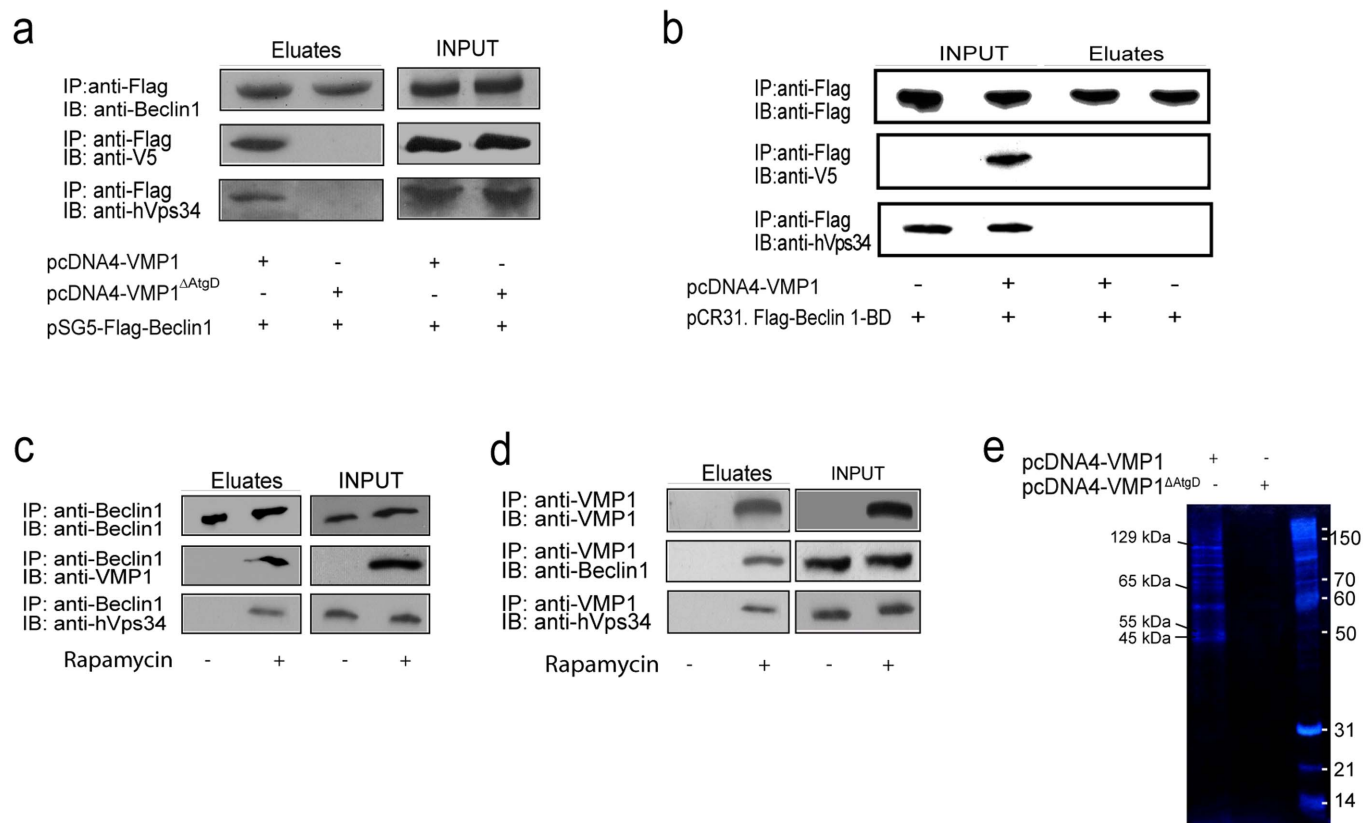 a
Eluates INPUT
IP:anti-Flag
IB: anti-Beclin1
IP: anti-Flag
IB: anti-V5
IP: anti-Flag
IB: anti-hVps34
pcDNA4-VMP1 + - + -
pcDNA4-VMP1ΔAtgD - + - +
pSG5-Flag-Beclin1 + + + +
b
INPUT Eluates
IP:anti-Flag
IB:anti-Flag
IP:anti-Flag
IB:anti-V5
IP:anti-Flag
IB:anti-hVps34
pcDNA4-VMP1 - + + -
pCR31. Flag-Beclin 1-BD + + + +
c
Eluates INPUT
IP: anti-Beclin1
IB: anti-Beclin1
IP: anti-Beclin1
IB: anti-VMP1
IP: anti-Beclin1
IB: anti-hVps34
Rapamycin - + - +
d
Eluates INPUT
IP: anti-VMP1
IB: anti-VMP1
IP: anti-VMP1
IB: anti-Beclin1
IP: anti-VMP1
IB: anti-hVps34
Rapamycin - + - +
e
pcDNA4-VMP1 + -
pcDNA4-VMP1ΔAtgD - +
129 kDa
65 kDa
55 kDa
45 kDa
150
70
60
50
31
21
14